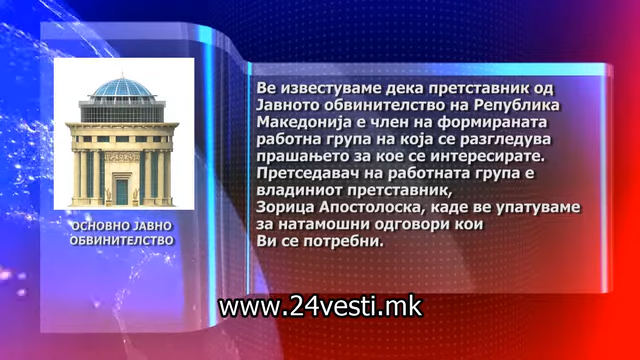 Ве известуваме дека претставник од
Јавното обвинителство на Република
Македонија е член на формираната
работна група на која се разгледува
прашањето за кое се интересирате.
Претседавач на работната група е
владиниот претставник,
Зорица Апостолоска, каде ве упатуваме
за натамошни одговори кои
Ви се потребни.
ОСНОВНО ЈАВНО
ОБВИНИТЕЛСТВО
www.24vesti.mk